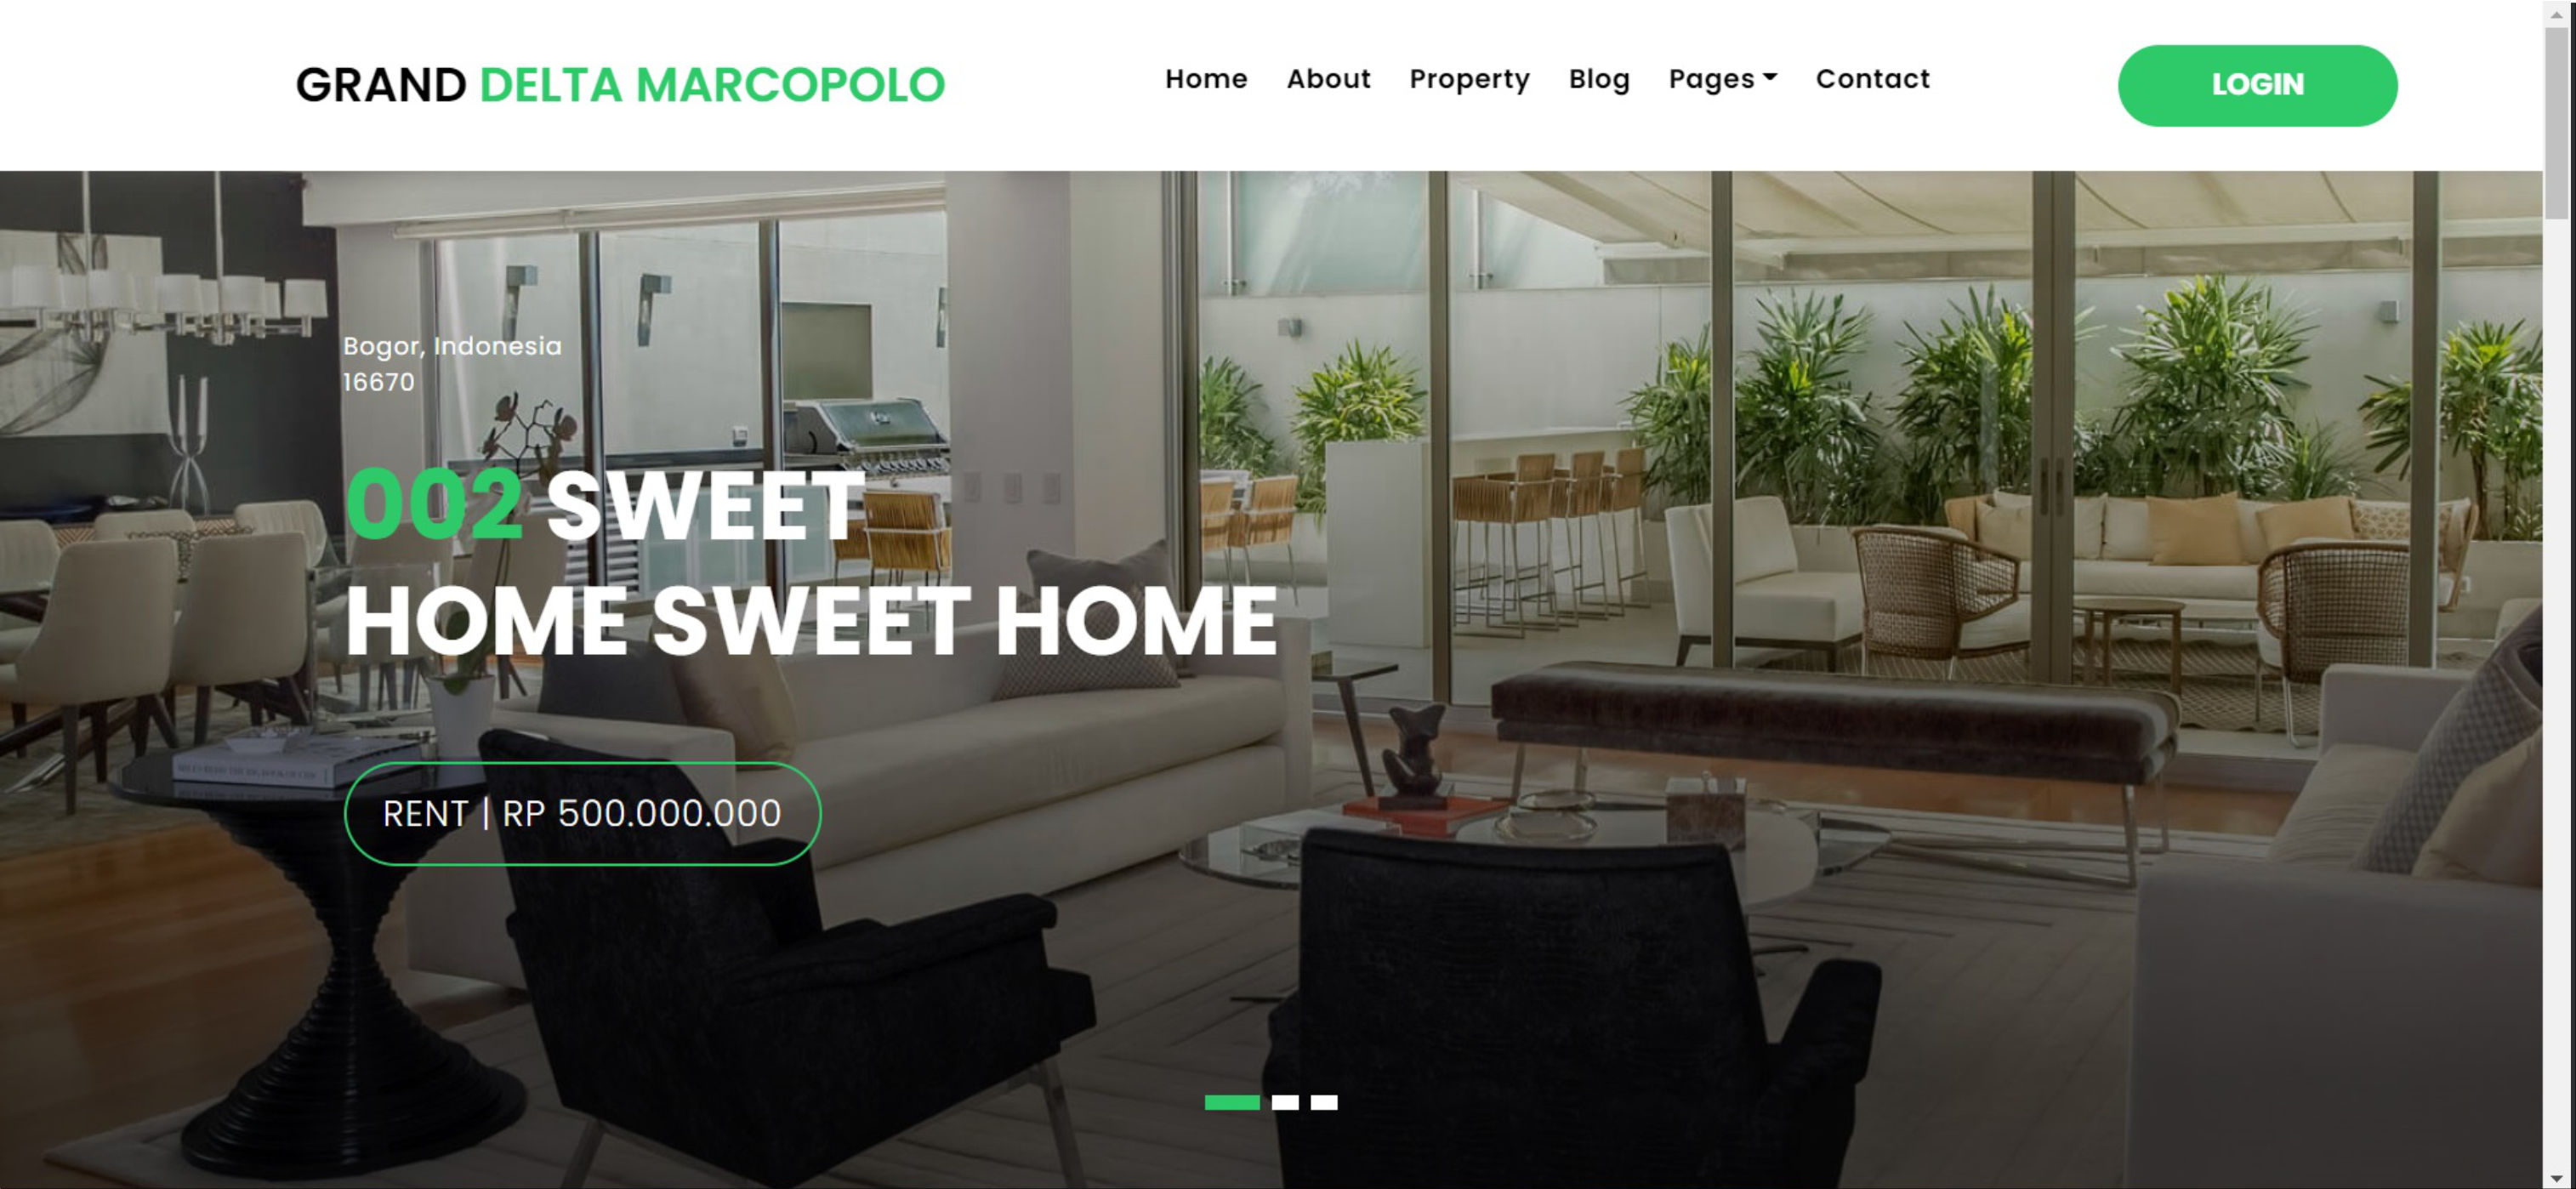 GRAND DELTA MARCOPOLO
Home About Property Blog Pages Contact
LOGIN
Bogor, Indonesia
16670
002 SWEET
HOME SWEET HOME
RENT | RP 500.000.000